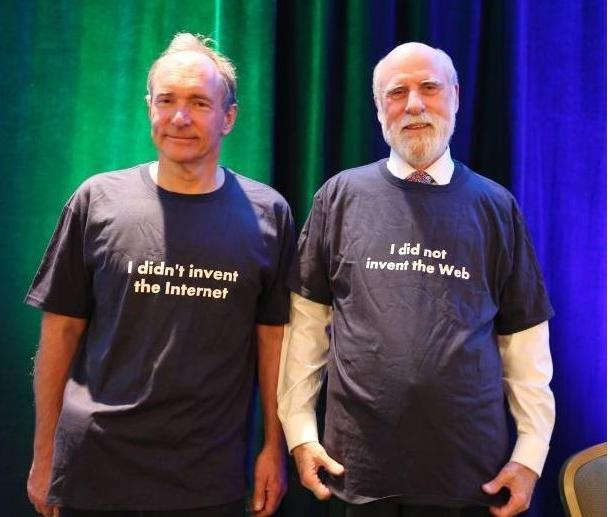 I didn't invent
the Internet
I did not
invent the Web